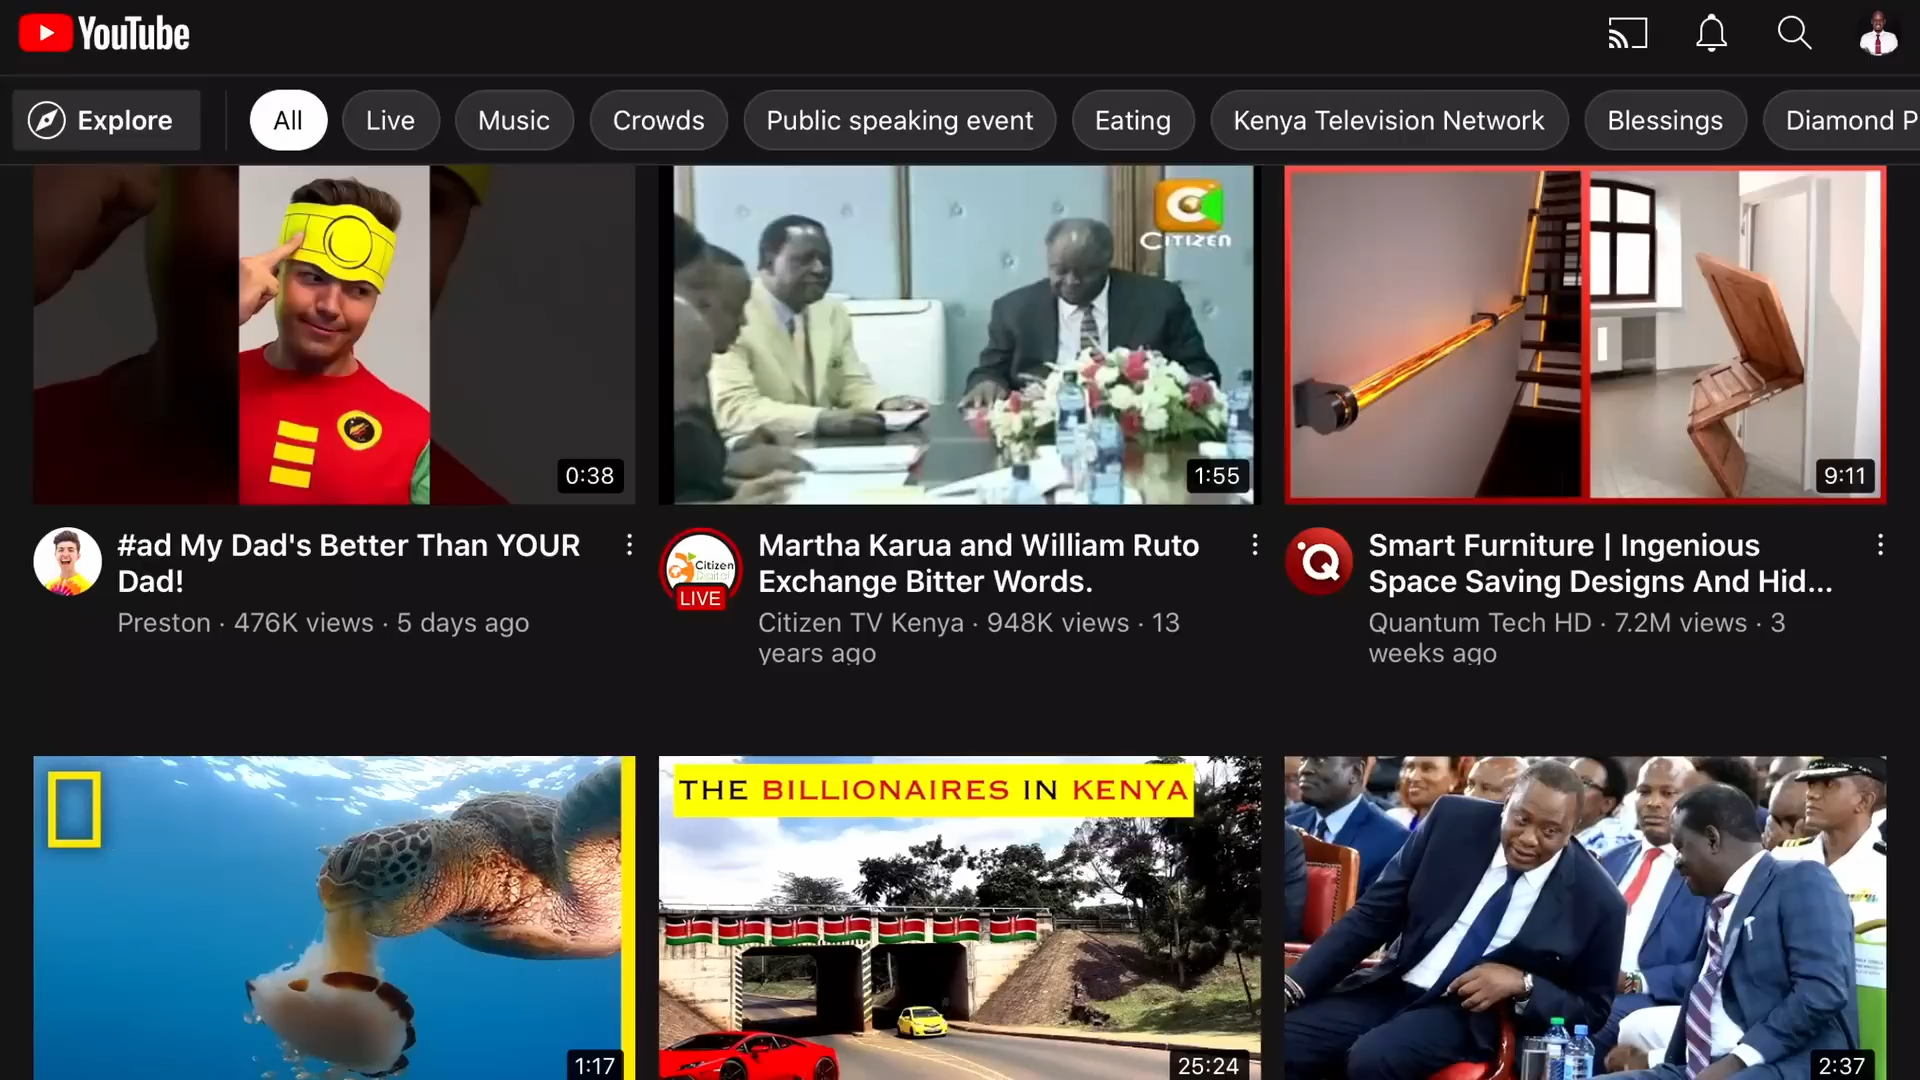 YouTube
Explore
All
Live
Music
Crowds
Public speaking event
Eating
Kenya Television Network
Blessings
Diamond P
CITIZEN
0:38
1:55
9:11
#ad My Dad's Better Than YOUR
Dad!
Preston · 476K views · 5 days ago
Citizen
Digital
LIVE
Martha Karua and William Ruto
Exchange Bitter Words.
Citizen TV Kenya · 948K views · 13
years ago
Q
Smart Furniture | Ingenious
Space Saving Designs And Hid...
Quantum Tech HD · 7.2M views · 3
weeks ago
THE BILLIONAIRES IN KENYA
1:17
25:24
2:37